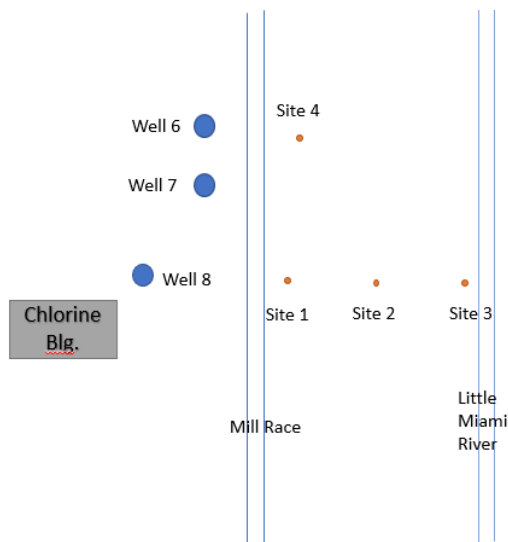 Site 4
Well 6
Well 7
Well 8
Chlorine
Blg.
Site 1
Site 2
Site 3
Little
Miami
River
Mill Race